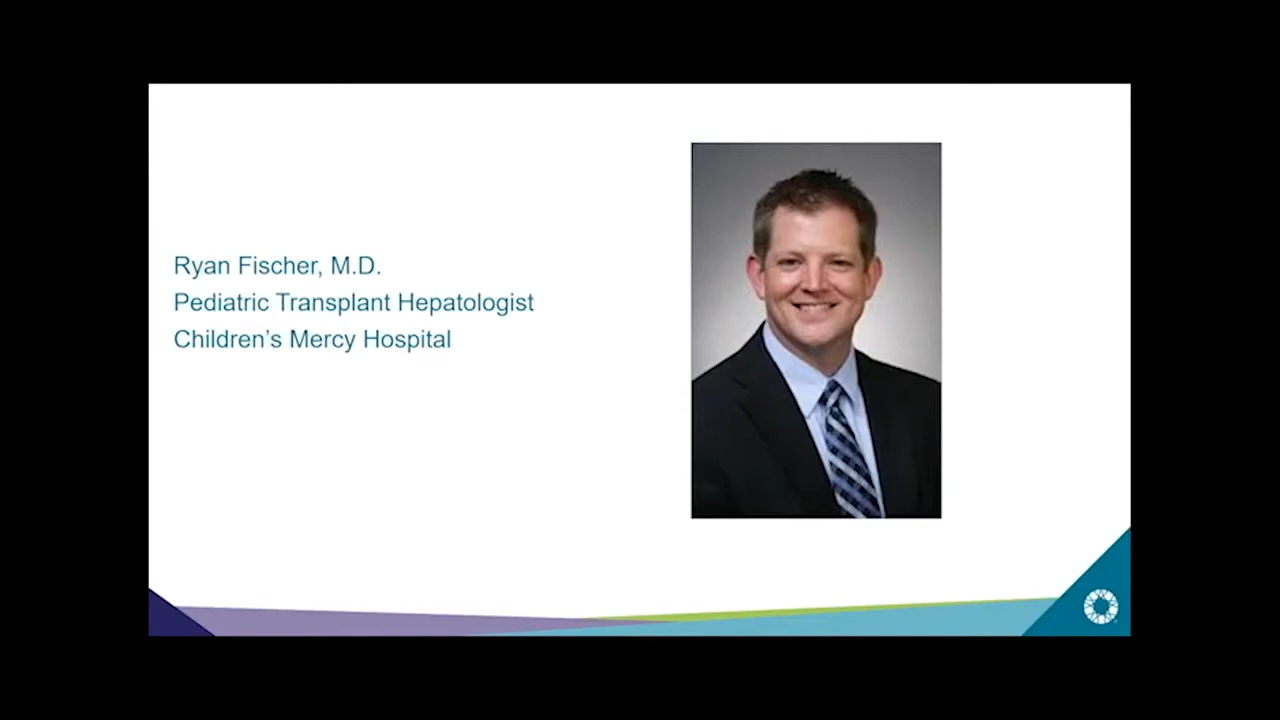 Ryan Fischer, M.D.
Pediatric Transplant Hepatologist
Children's Mercy Hospital